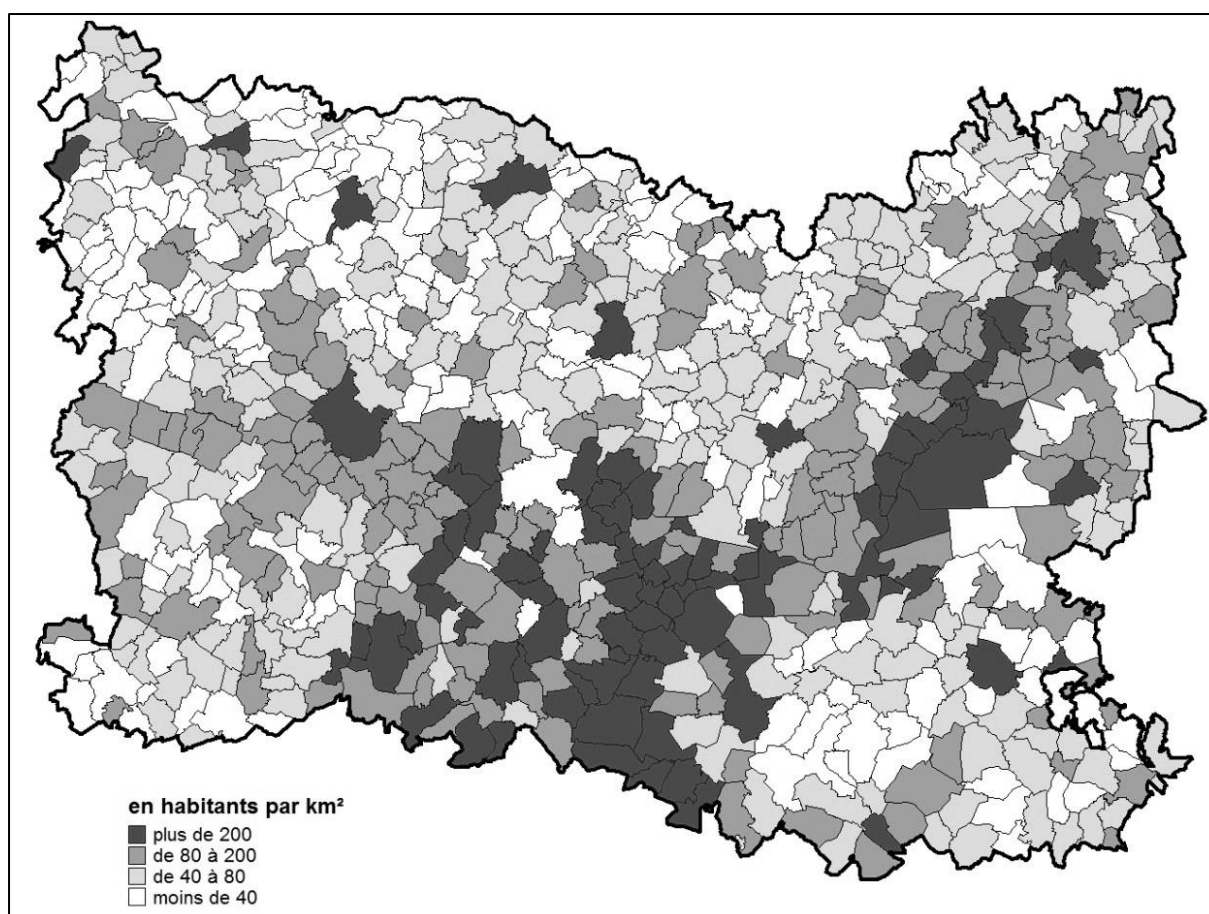 en habitants par km²
plus de 200
de 80 à 200
de 40 à 80
moins de 40